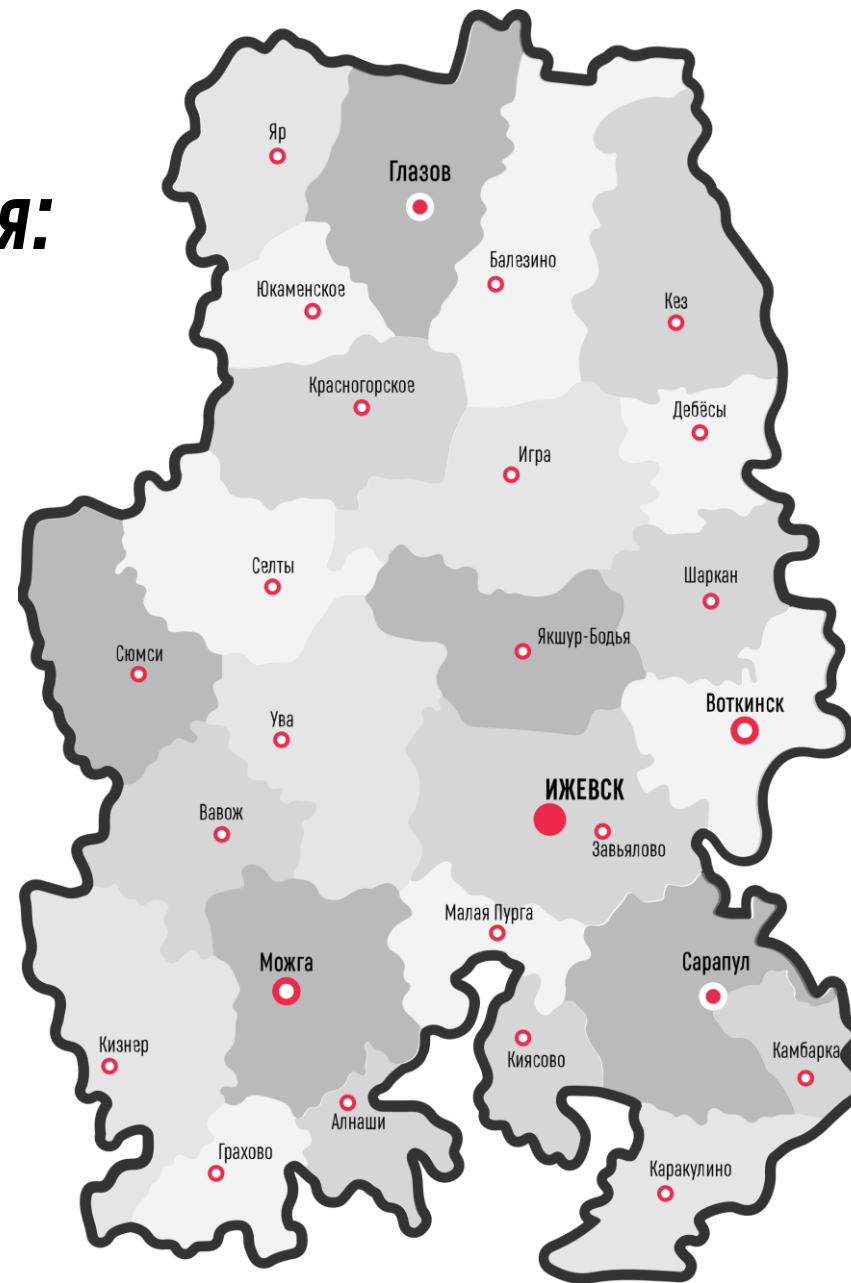 Яр
Глазов
я:
Балезино
Юкаменское
Кез
Красногорское
Дебёсы
Игра
Селты
Шаркан
Якшур-Бодья
Сюмси
Воткинск
Ува
ИЖЕВСК
Вавож
Завьялово
Малая Пурга
Можга
Сарапул
Кизнер
Киясово
Камбарка
Алнаши
Грахово
Каракулино